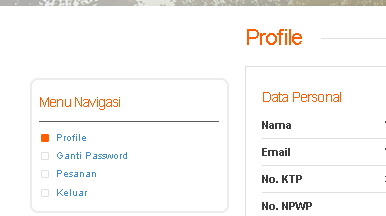 Profile
Menu Navigasi
Profile
Ganti Password
Pesanan
Keluar
Data Personal
Nama
Email
No. KTP
No. NPWP